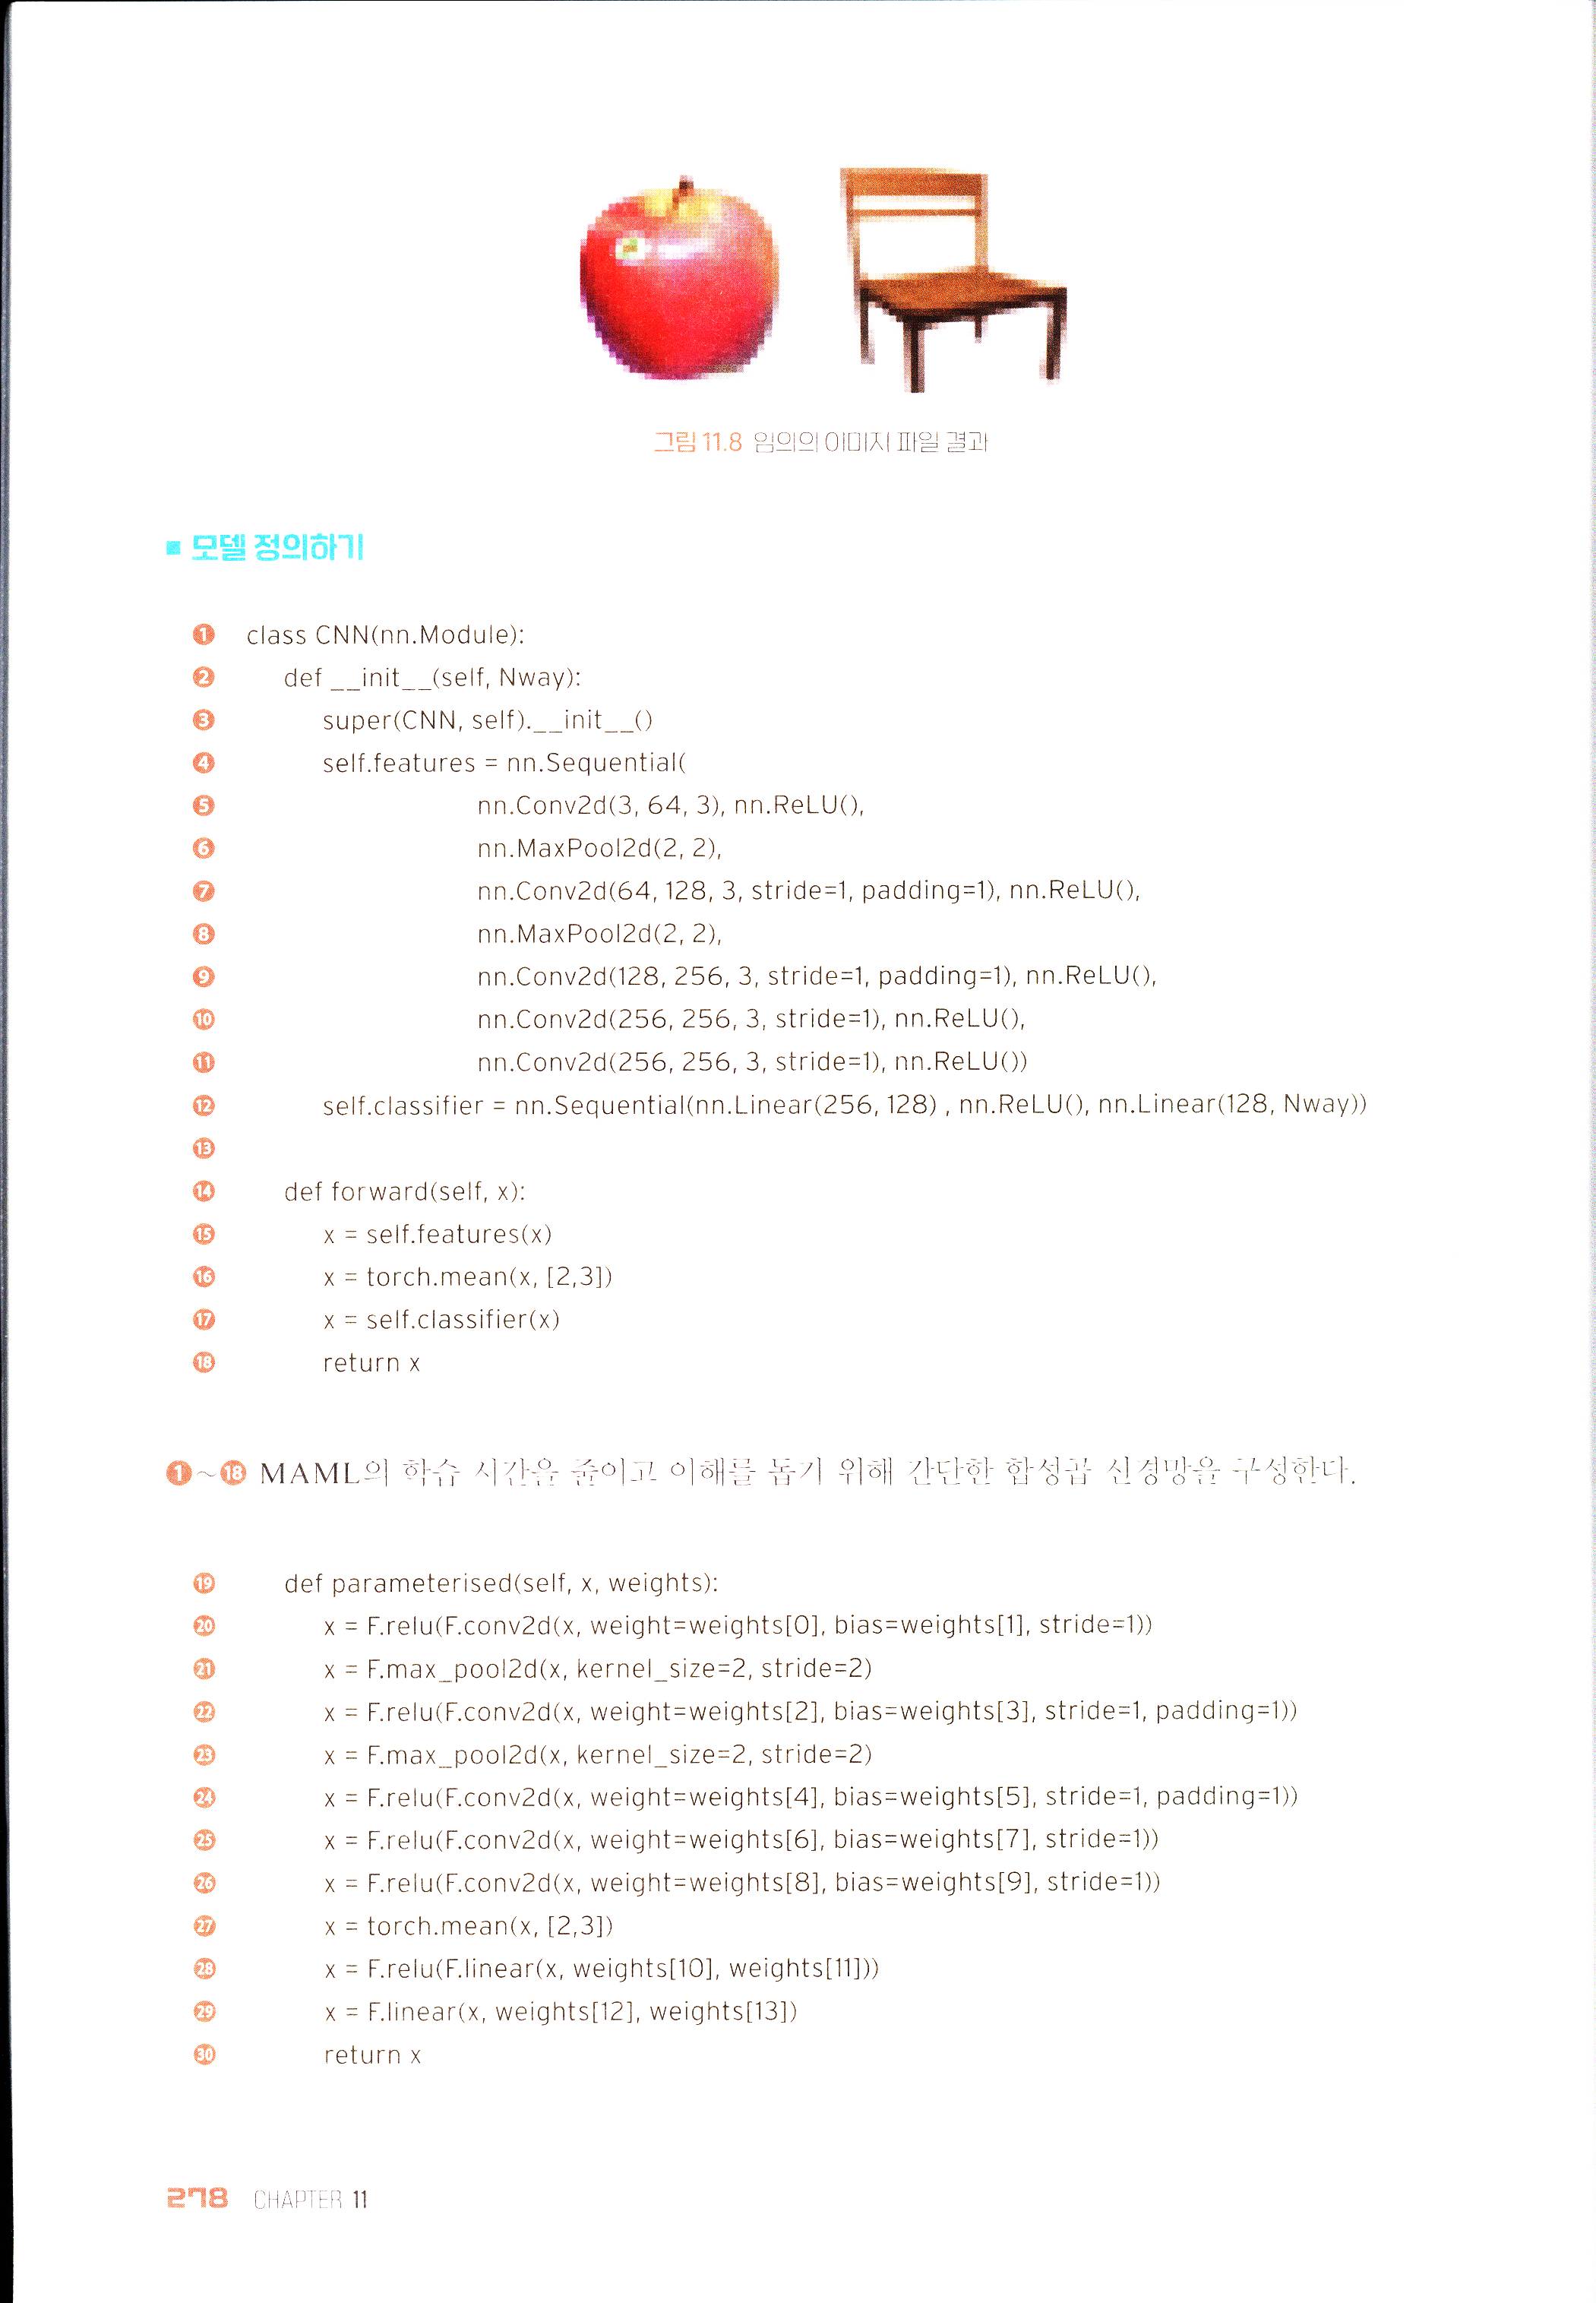 그림 11.8 임의의 이미지 파일 결과
■ 모델 정의하기
1 class CNN(nn.Module):
2 def __init__(self, Nway):
3 super(CNN, self).__init__()
4 self.features = nn.Sequential(
5 nn.Conv2d(3, 64, 3), nn.ReLU(),
6 nn.MaxPool2d(2, 2),
7 nn.Conv2d(64, 128, 3, stride=1, padding=1), nn.ReLU(),
8 nn.MaxPool2d(2, 2),
9 nn.Conv2d(128, 256, 3, stride=1, padding=1), nn.ReLU(),
10 nn.Conv2d(256, 256, 3, stride=1), nn.ReLU(),
11 nn.Conv2d(256, 256, 3, stride=1), nn.ReLU())
12 self.classifier = nn.Sequential(nn.Linear(256, 128) , nn.ReLU(), nn.Linear(128, Nway))
13
14 def forward(self, x):
15 x = self.features(x)
16 x = torch.mean(x, [2,3])
17 x = self.classifier(x)
18 return x
1~18 MAML의 학습 시간을 줄이고 이해를 돕기 위해 간단한 합성곱 신경망을 구성한다.
19 def parameterised(self, x, weights):
20 x = F.relu(F.conv2d(x, weight=weights[0], bias=weights[1], stride=1))
21 x = F.max_pool2d(x, kernel_size=2, stride=2)
22 x = F.relu(F.conv2d(x, weight=weights[2], bias=weights[3], stride=1, padding=1))
23 x = F.max_pool2d(x, kernel_size=2, stride=2)
24 x = F.relu(F.conv2d(x, weight=weights[4], bias=weights[5], stride=1, padding=1))
25 x = F.relu(F.conv2d(x, weight=weights[6], bias=weights[7], stride=1))
26 x = F.relu(F.conv2d(x, weight=weights[8], bias=weights[9], stride=1))
27 x = torch.mean(x, [2,3])
28 x = F.relu(F.linear(x, weights[10], weights[11]))
29 x = F.linear(x, weights[12], weights[13])
30 return x
278 CHAPTER 11